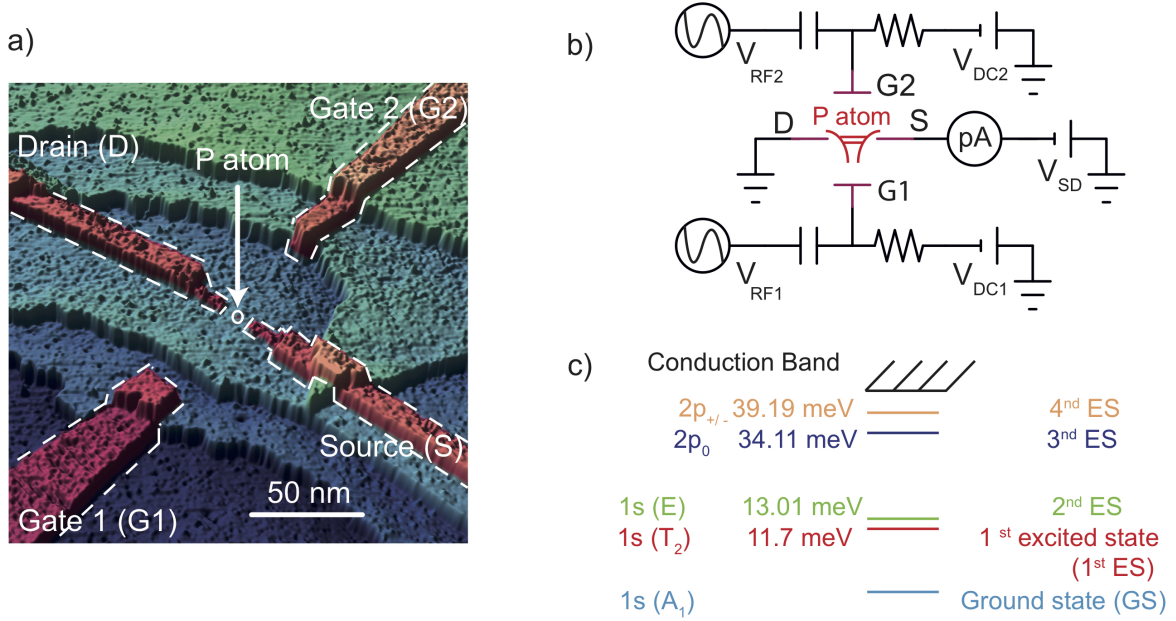 a)
Gate 2 (G2)
Drain (D)
P atom
Source (S)
50 nm
Gate 1 (G1)
b)
V RF2
V DC2
G2
D
P atom
S
pA
V SD
G1
V RF1
V DC1
c)
Conduction Band
2p+/- 39.19 meV 4nd ES
2p0 34.11 meV 3nd ES
1s (E) 13.01 meV 2nd ES
1s (T2) 11.7 meV 1 st excited state
(1st ES)
1s (A1) Ground state (GS)